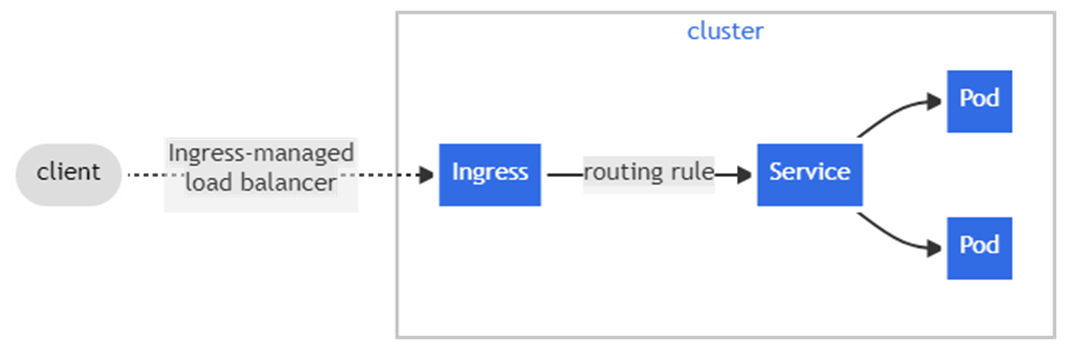 cluster
client
Ingress-managed
load balancer
Ingress
routing rule
Service
Pod
Pod